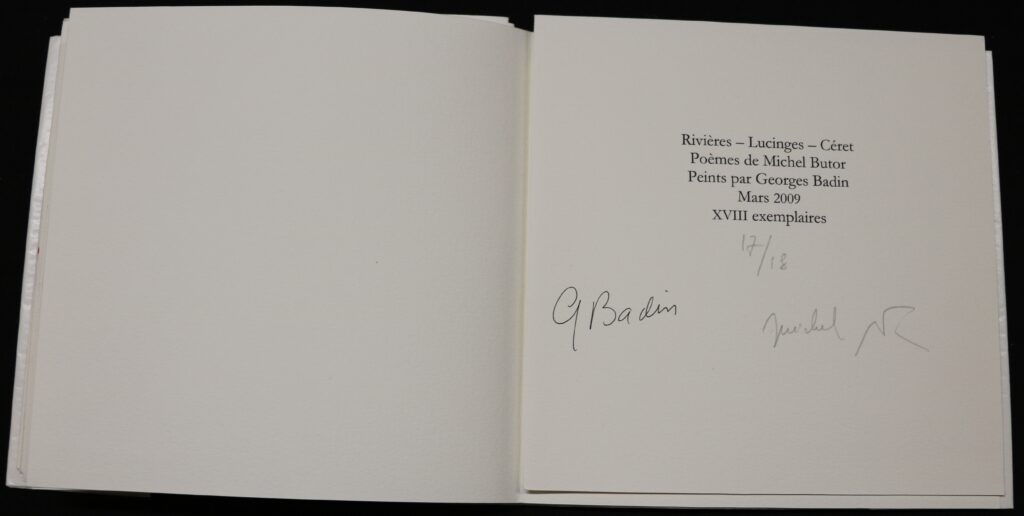 Rivières – Lucinges – Céret
Poèmes de Michel Butor
Peints par Georges Badin
Mars 2009
XVIII exemplaires
17/18
G Badin
Michel